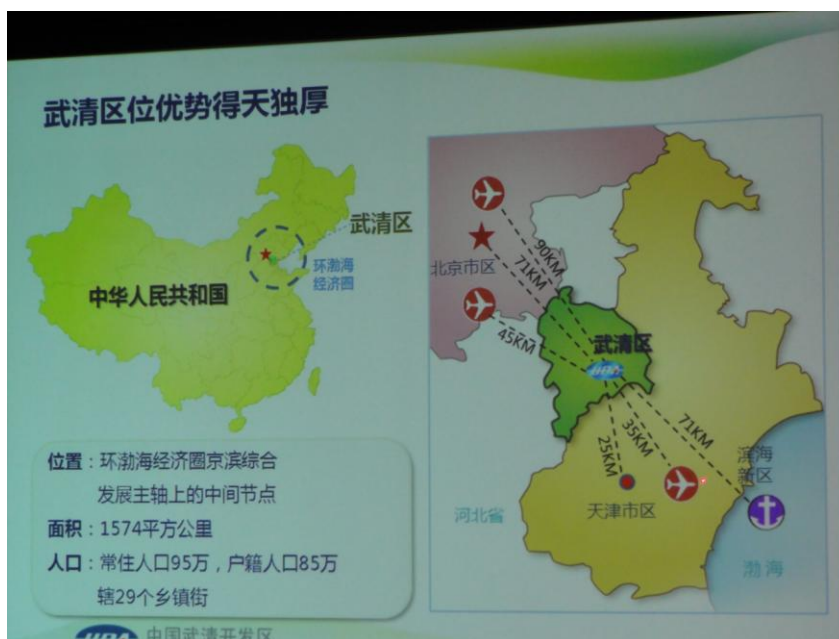 武清区位优势得天独厚
武清区
环渤海
经济圈
中华人民共和国
位置：环渤海经济圈京滨综合
发展主轴上的中间节点
面积：1574平方公里
人口：常住人口95万，户籍人口85万
辖29个乡镇街
中国武清开发区
90KM
北京市区
71KM
45KM
武清区
71KM
35KM
25KM
滨海
新区
天津市区
河北省
渤海